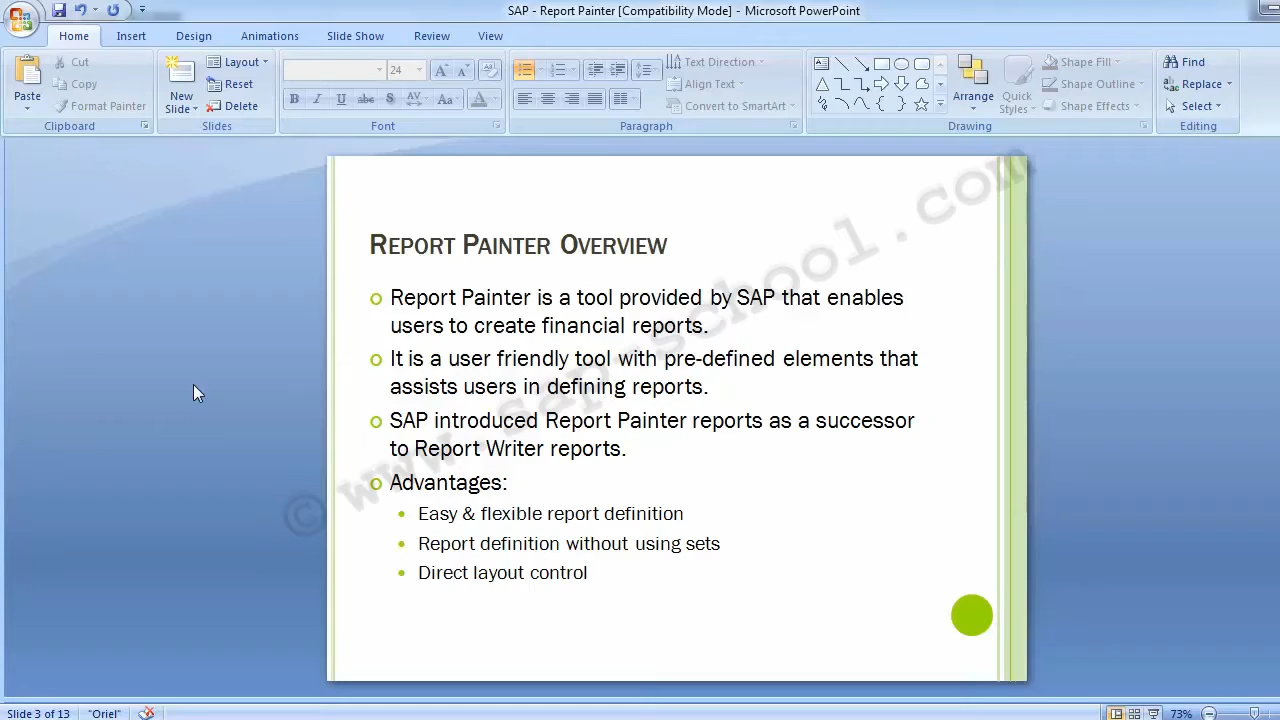 SAP - Report Painter [Compatibility Mode] - Microsoft PowerPoint
Home Insert Design Animations Slide Show Review View
Cut Layout 24 Text Direction Shape Fill Find
Copy Reset Align Text Shape Outline Replace
Paste Format Painter New Slide Delete Convert to SmartArt Arrange Quick Styles Shape Effects Select
Clipboard Slides Font Paragraph Drawing Editing
REPORT PAINTER OVERVIEW
Report Painter is a tool provided by SAP that enables
users to create financial reports.
It is a user friendly tool with pre-defined elements that
assists users in defining reports.
SAP introduced Report Painter reports as a successor
to Report Writer reports.
Advantages:
Easy & flexible report definition
Report definition without using sets
Direct layout control
© www.sap-school.com
Slide 3 of 13 "Oriel" 73%